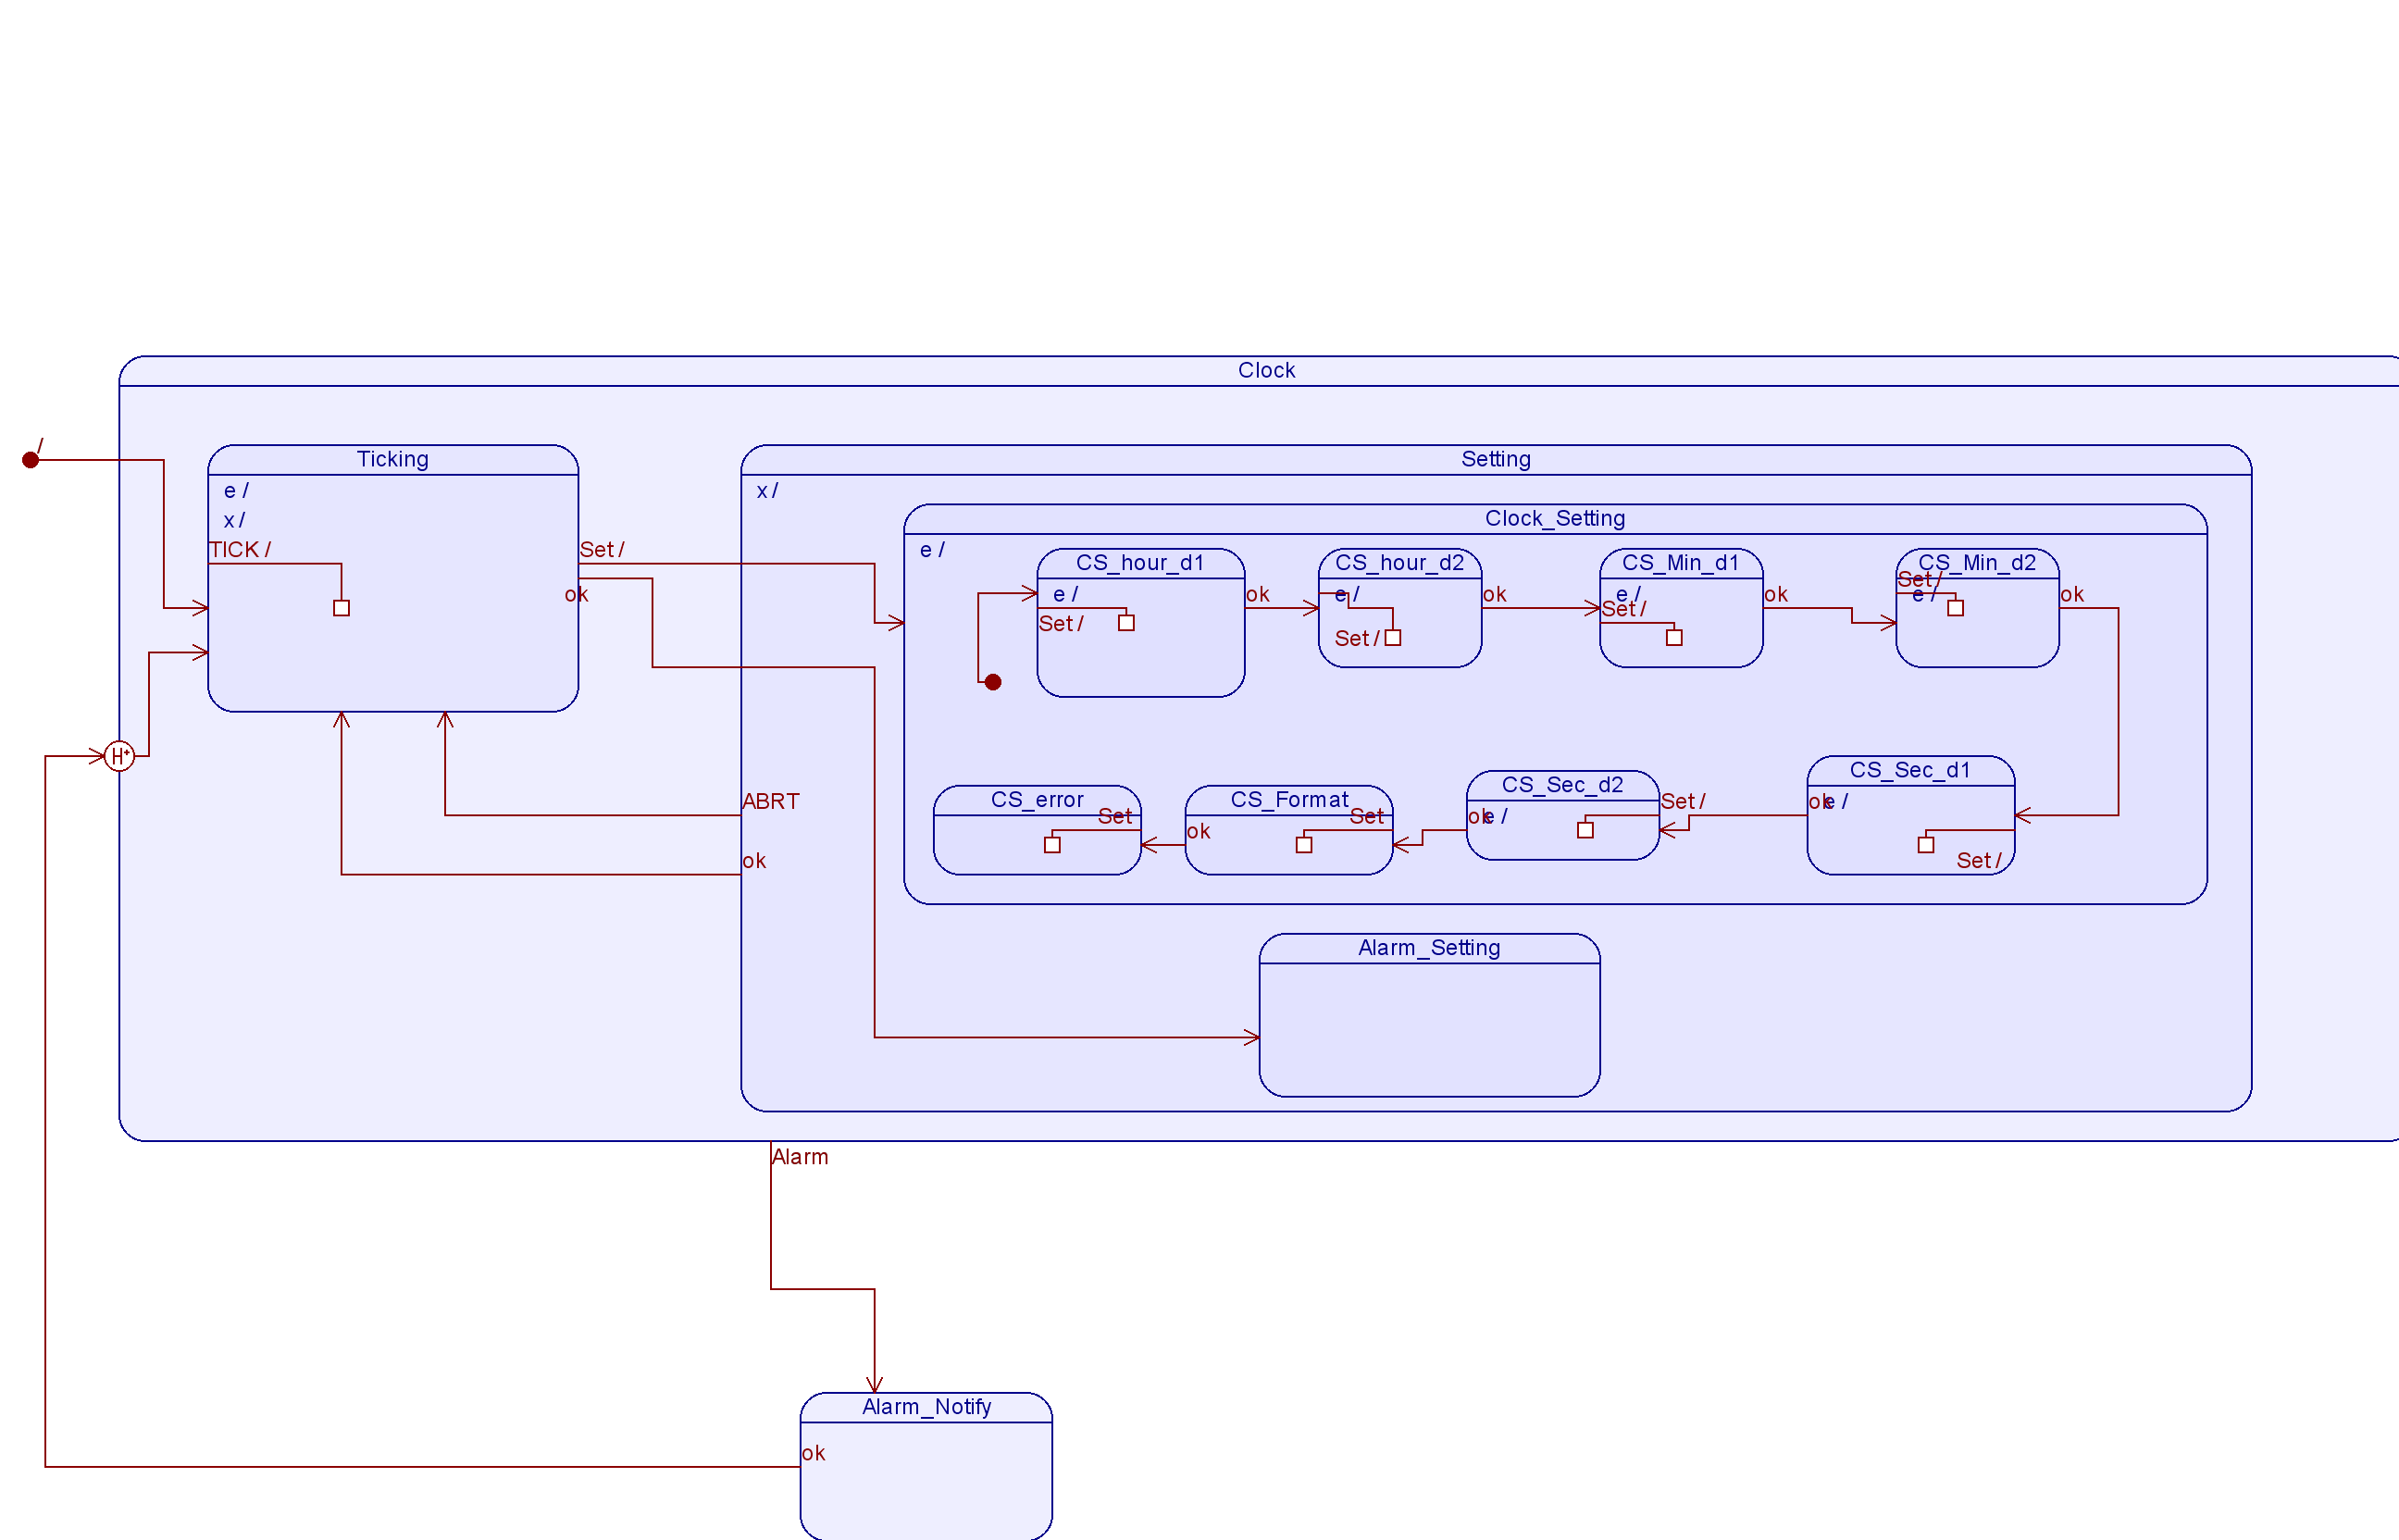 Clock
/
Ticking
e /
x /
TICK /
Set /
ok
Setting
x /
Clock_Setting
e /
CS_hour_d1
e /
Set /
ok
CS_hour_d2
e /
Set /
ok
CS_Min_d1
e /
Set /
ok
CS_Min_d2
Set /
e /
ok
H*
CS_error
Set
CS_Format
Set
ok
CS_Sec_d2
ok
e /
Set /
CS_Sec_d1
ok
e /
Set /
ABRT
ok
Alarm_Setting
Alarm
Alarm_Notify
ok